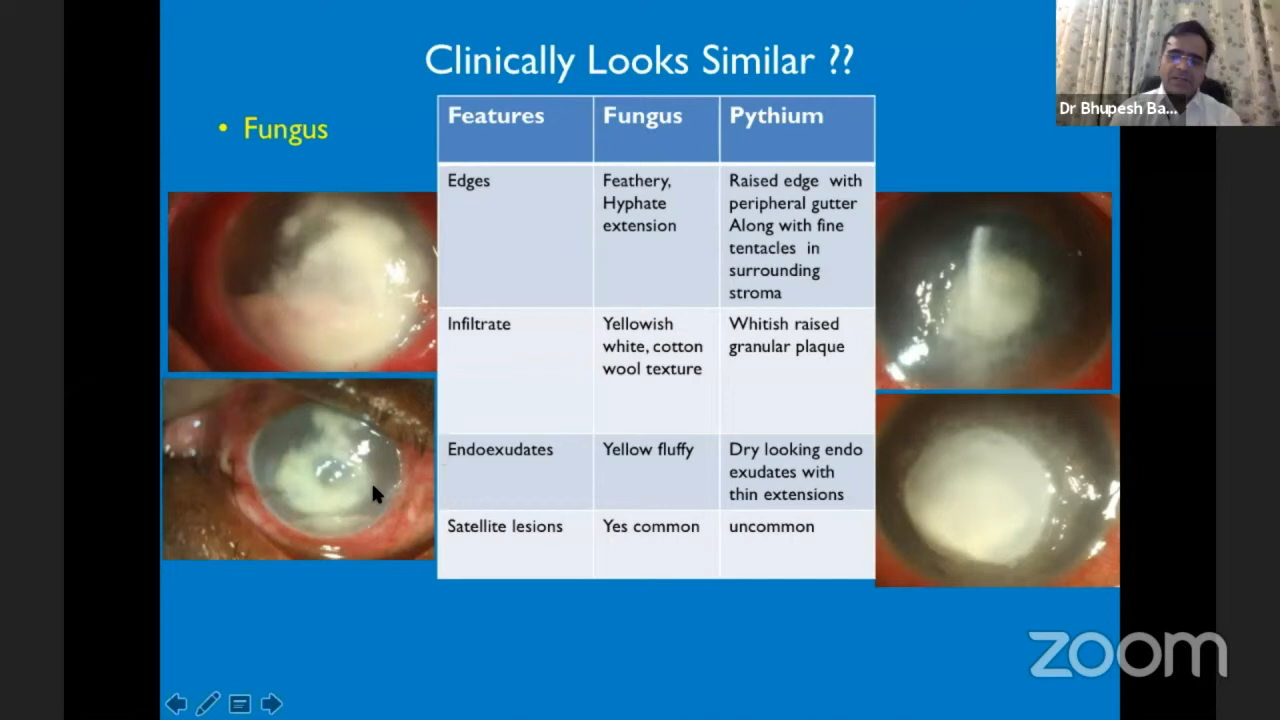 Clinically Looks Similar ??
Dr Bhupesh Ba...
• Fungus
Features Fungus Pythium
Edges
Feathery,
Hyphate
extension
Raised edge with
peripheral gutter
Along with fine
tentacles in
surrounding
stroma
Infiltrate
Yellowish
white, cotton
wool texture
Whitish raised
granular plaque
Endoexudates
Yellow fluffy
Dry looking endo
exudates with
thin extensions
Satellite lesions
Yes common
uncommon
zoom